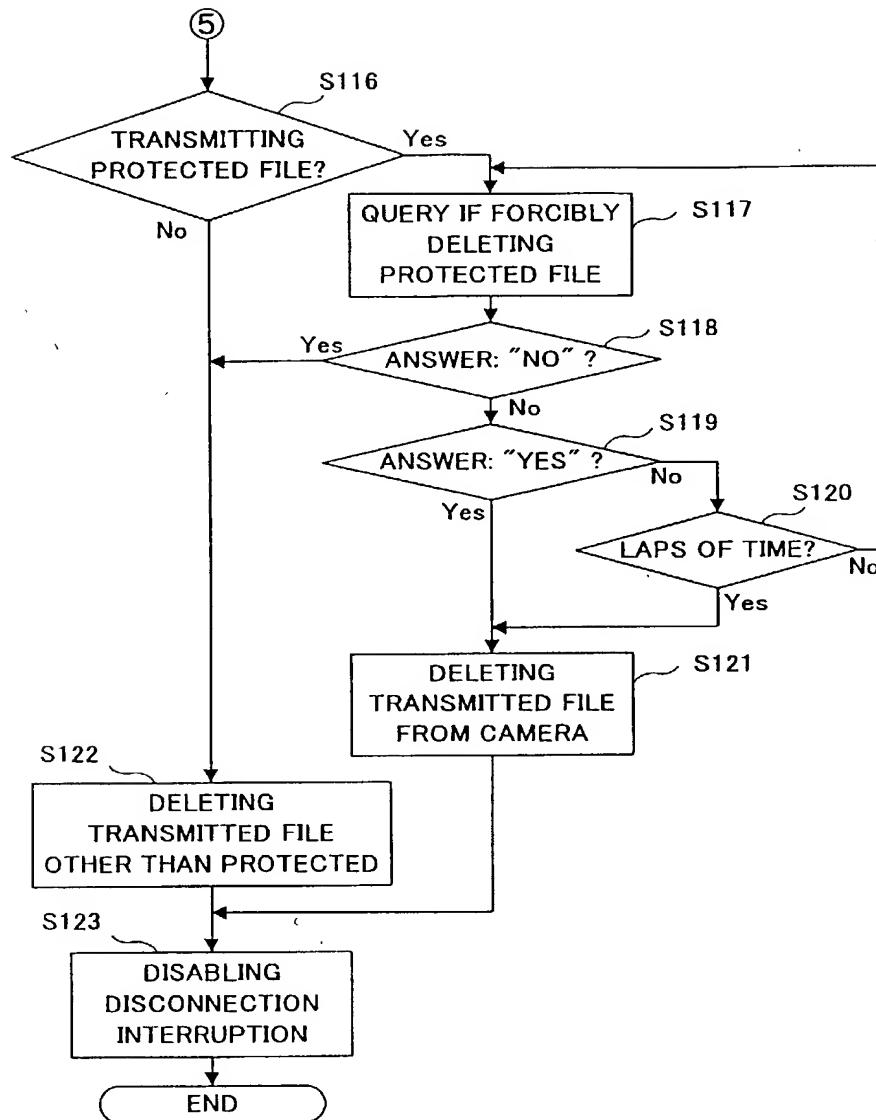 ⑤
S116
TRANSMITTING
PROTECTED FILE?
Yes
No
S117
QUERY IF FORCIBLY
DELETING
PROTECTED FILE
S118
ANSWER: "NO" ?
Yes
No
S119
ANSWER: "YES" ?
No
Yes
S120
LAPS OF TIME?
No
Yes
S121
DELETING
TRANSMITTED FILE
FROM CAMERA
S122
DELETING
TRANSMITTED FILE
OTHER THAN PROTECTED
S123
DISABLING
DISCONNECTION
INTERRUPTION
END